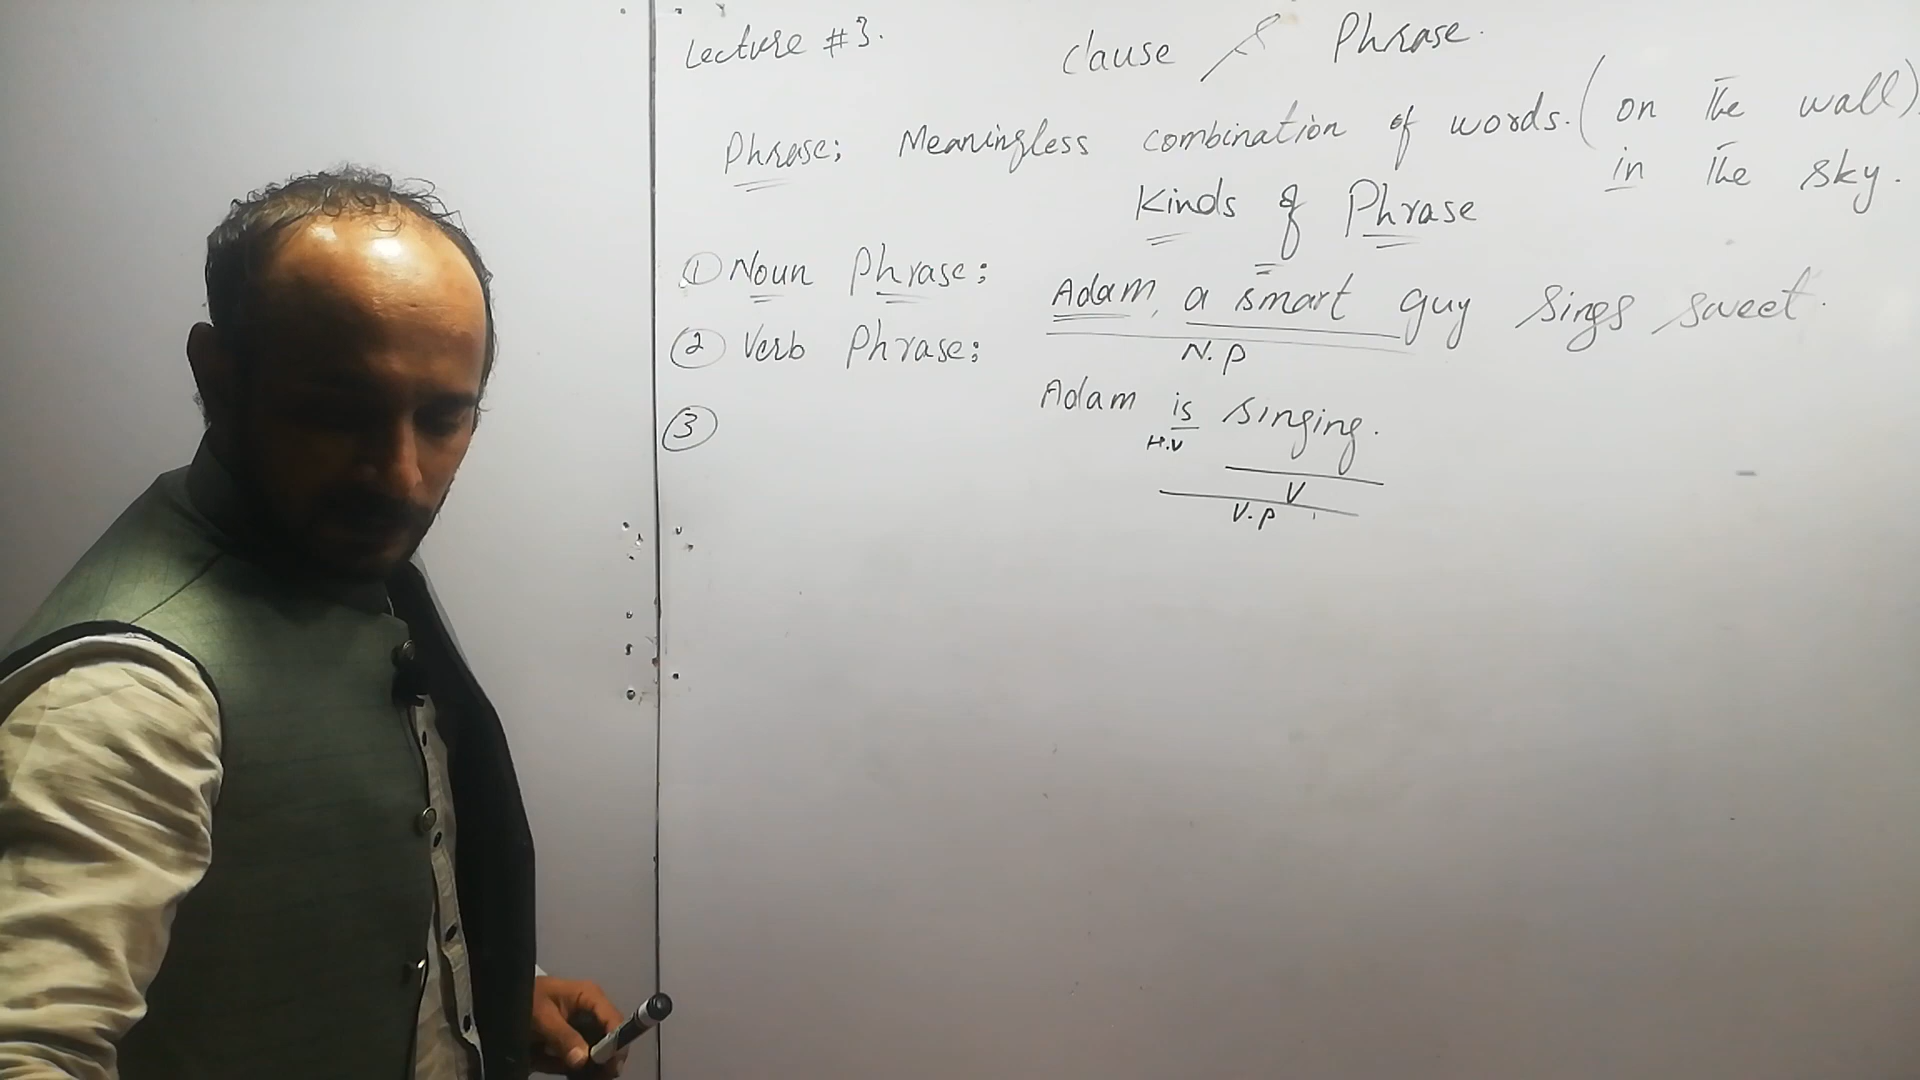 Lecture #3.
Clause & Phrase.
Phrase: Meaningless combination of words. (on the wall).
in the sky.
Kinds of Phrase
① Noun Phrase: Adam, a smart guy sings sweet.
N.P
② Verb Phrase: Adam is singing.
H.V
V
V.P
③